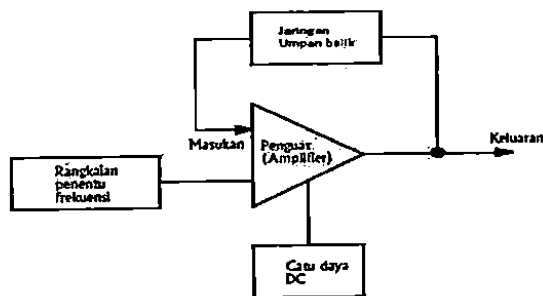 Jaringan
Umpan balik
Masukan
Penguat
(Amplifier)
Keluaran
Rangkaian
penentu
frekuensi
Catu daya
DC